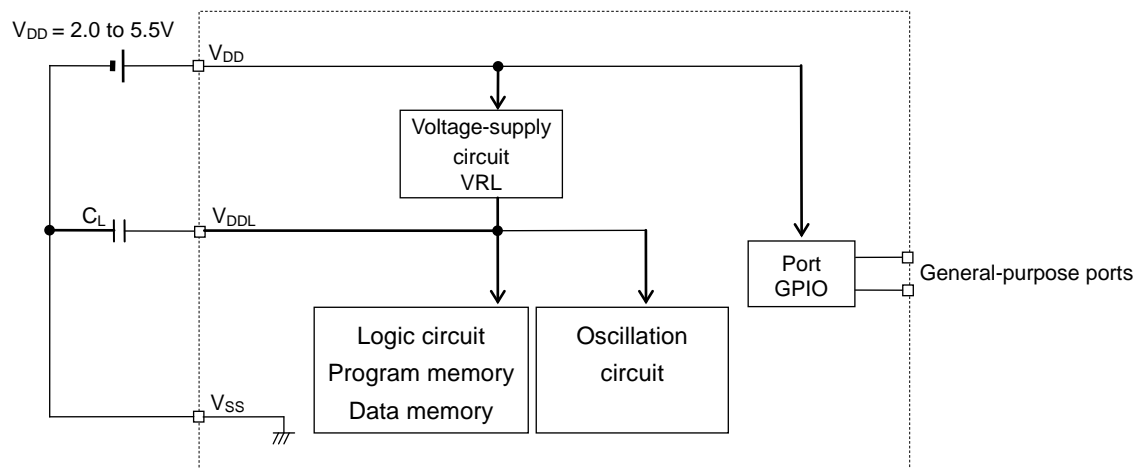 VDD = 2.0 to 5.5V
VDD
Voltage-supply
circuit
VRL
CL
VDDL
Port
GPIO
General-purpose ports
Logic circuit
Program memory
Data memory
Oscillation
circuit
VSS